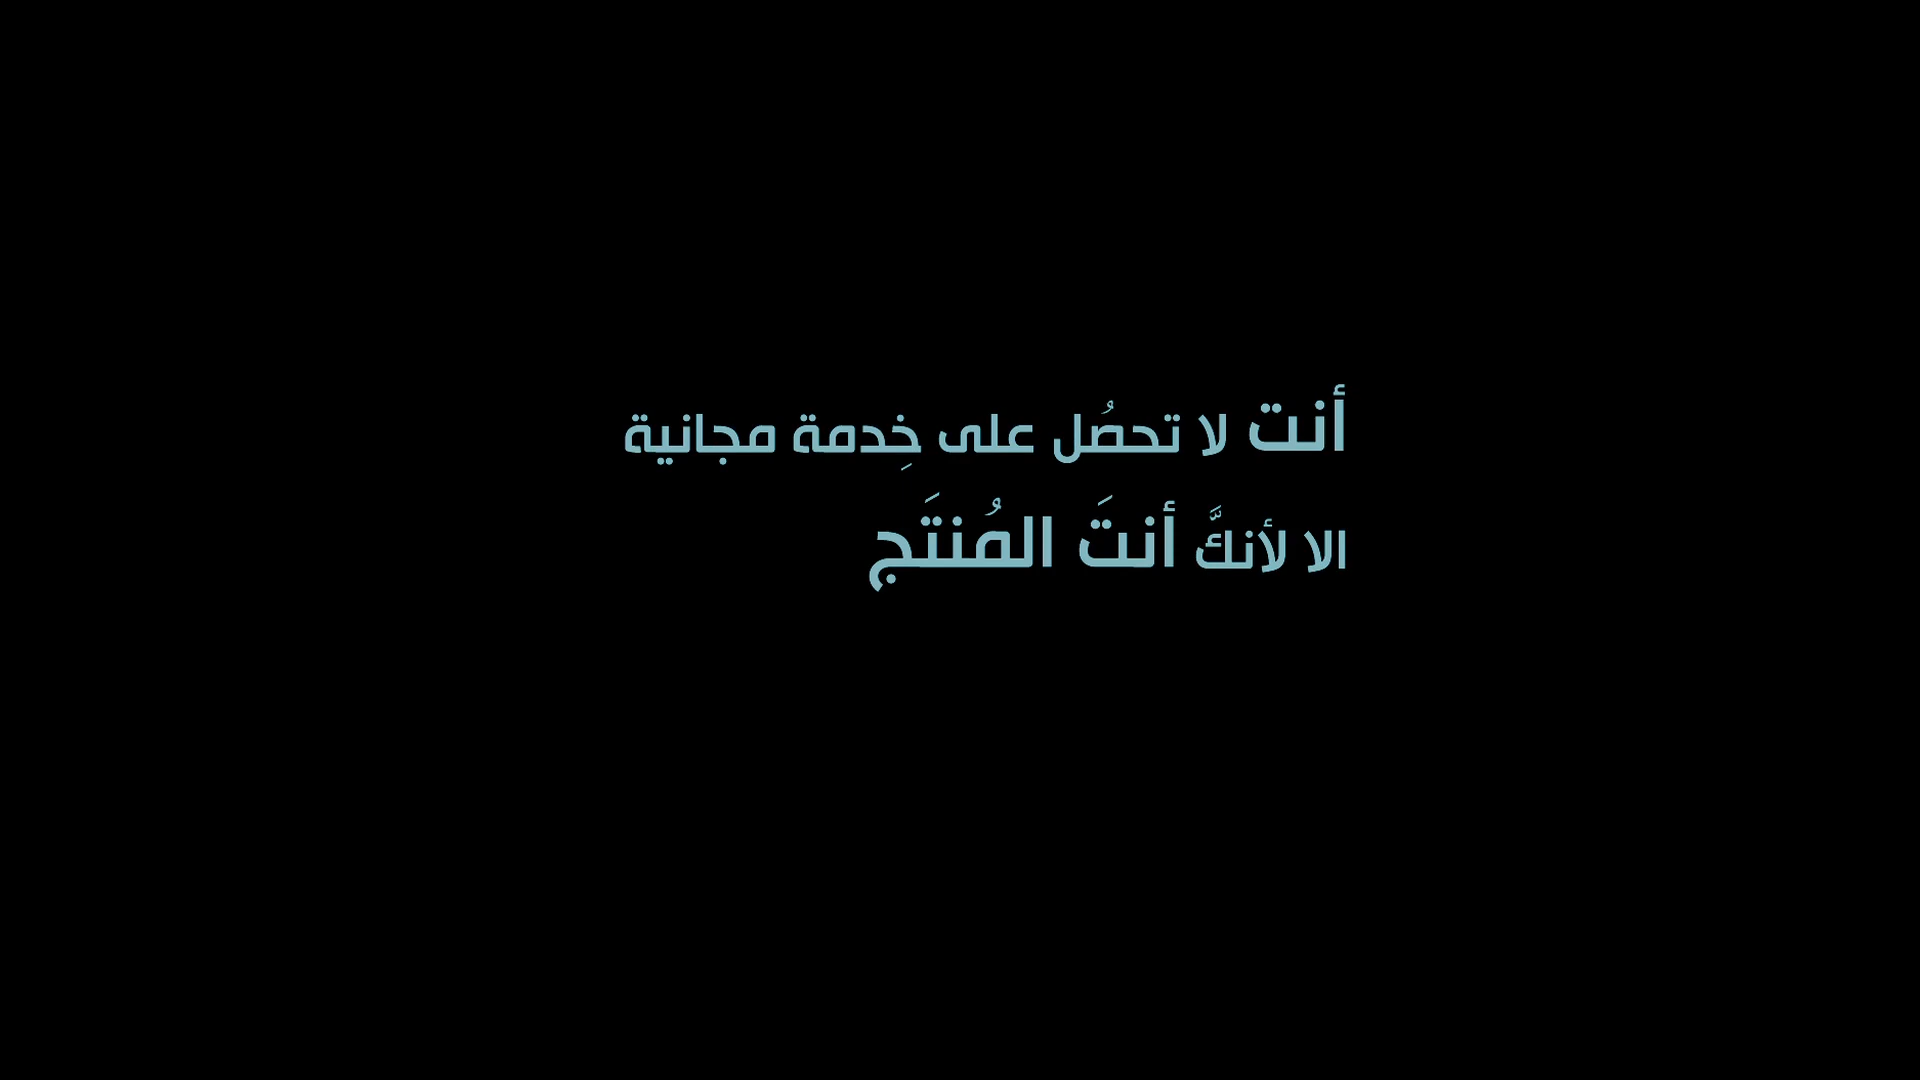 أنت لا تحصُل على خِدمة مجانية
الا لأنكَّ أنتَ المُنتَج